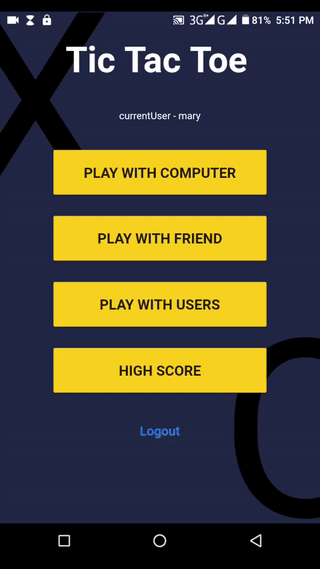 3G G 81% 5:51 PM
Tic Tac Toe
currentUser - mary
PLAY WITH COMPUTER
PLAY WITH FRIEND
PLAY WITH USERS
HIGH SCORE
Logout